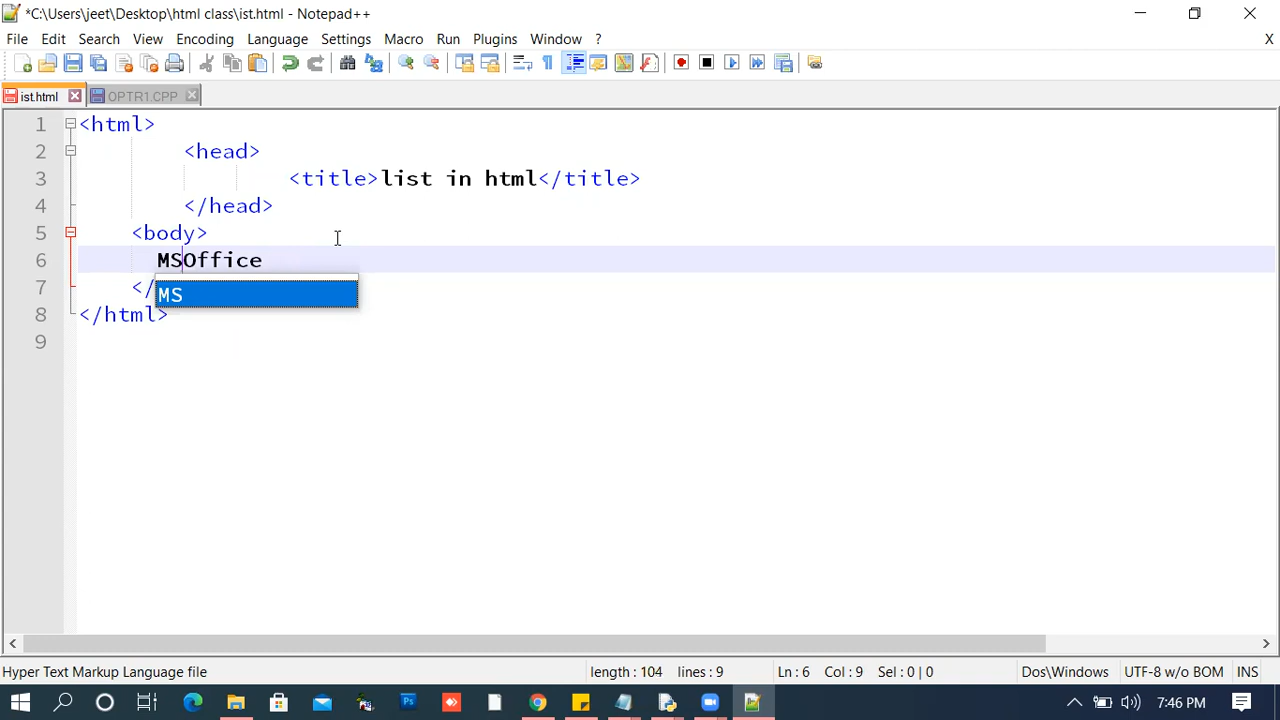 *C:\Users\jeet\Desktop\html class\ist.html - Notepad++
File Edit Search View Encoding Language Settings Macro Run Plugins Window ? X
ist.html OPTR1.CPP
1 <html>
2 <head>
3 <title>list in html</title>
4 </head>
5 <body>
6 MSOffice
MS
7 </
8 </html>
9
Hyper Text Markup Language file length : 104 lines : 9 Ln : 6 Col : 9 Sel : 0 | 0 Dos\Windows UTF-8 w/o BOM INS
7:46 PM